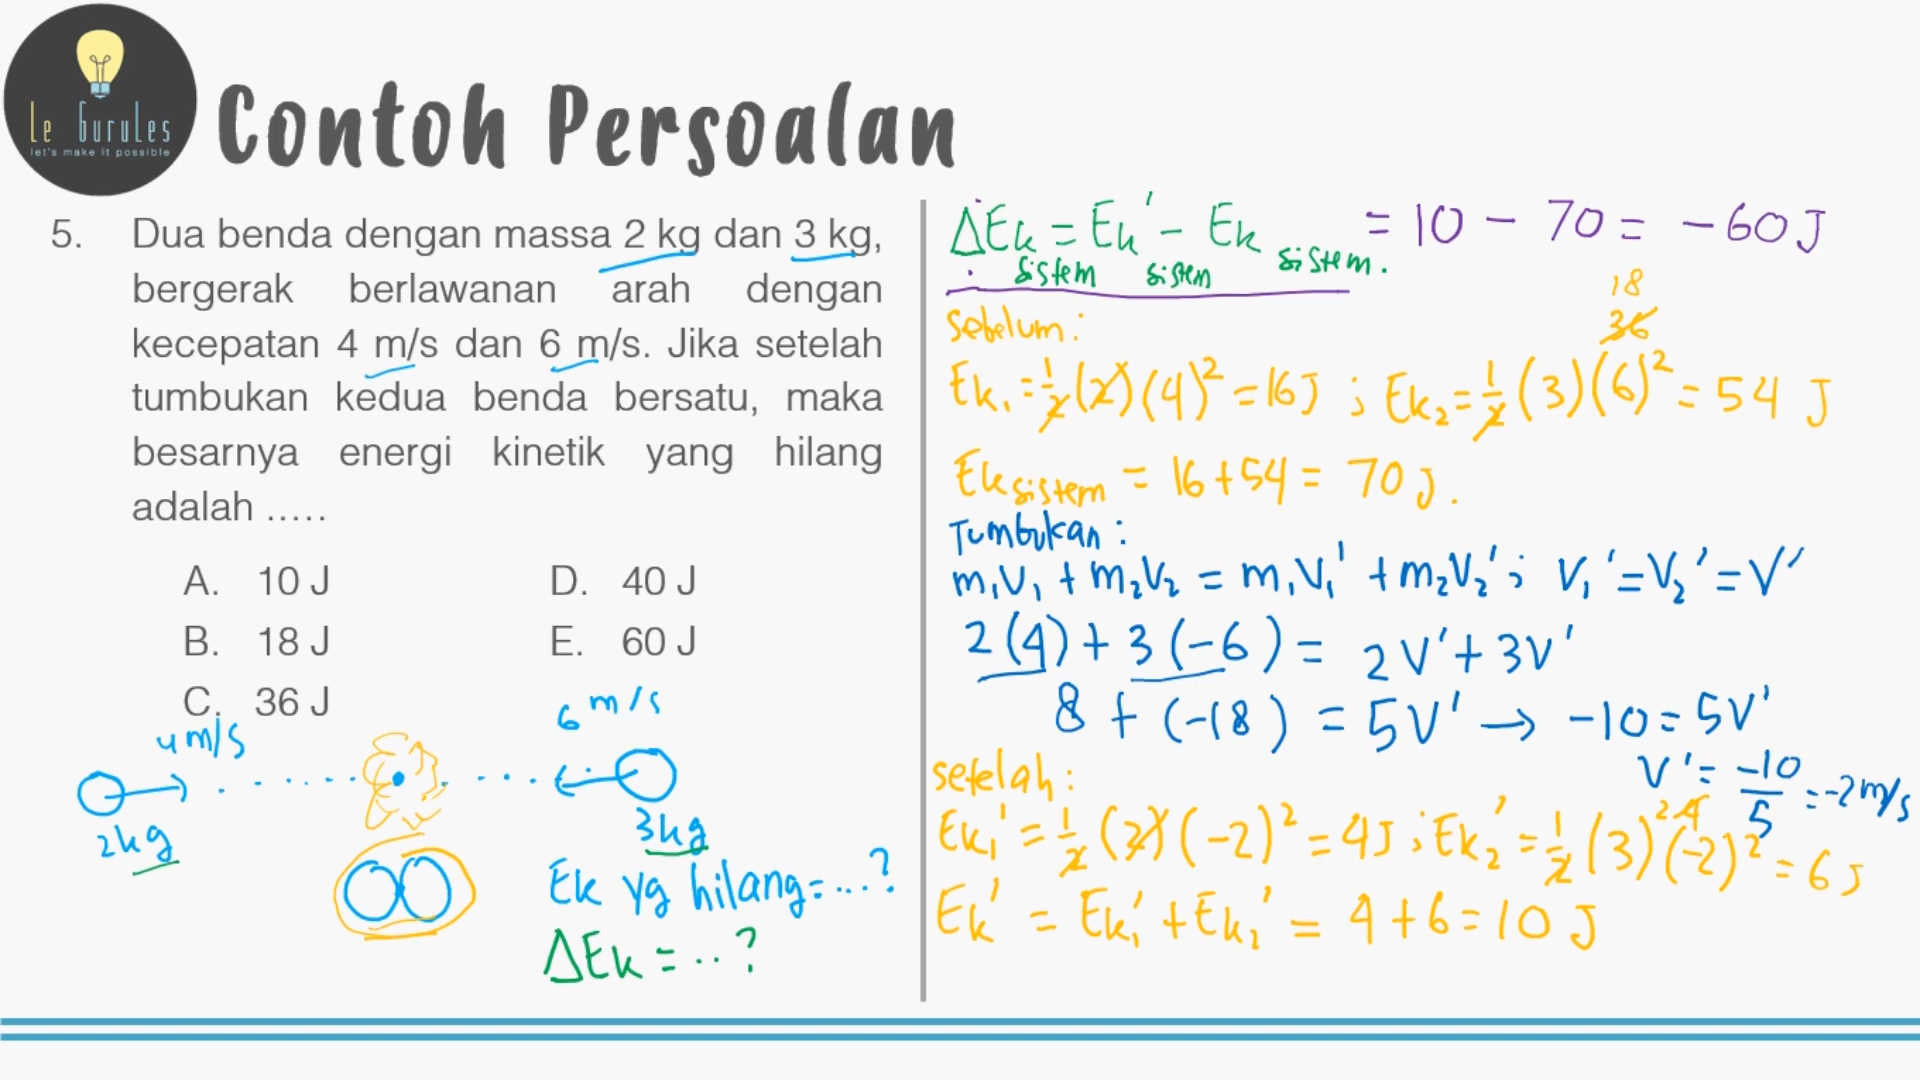 Le Gurules
let's make it possible
Contoh Persoalan
5. Dua benda dengan massa 2 kg dan 3 kg,
bergerak berlawanan arah dengan
kecepatan 4 m/s dan 6 m/s. Jika setelah
tumbukan kedua benda bersatu, maka
besarnya energi kinetik yang hilang
adalah .....
A. 10 J
B. 18 J
C. 36 J
D. 40 J
E. 60 J
4 m/s
6 m/s
2 kg
3 kg
Ek yg hilang = ...?
ΔEk = ..?
ΔEk sistem = Ek' sistem - Ek sistem. = 10 - 70 = -60 J
Sebelum:
18
36
Ek₁ = 1/2 (2)(4)² = 16 J ; Ek₂ = 1/2 (3)(6)² = 54 J
Ek sistem = 16 + 54 = 70 J.
Tumbukan:
m₁V₁ + m₂V₂ = m₁V₁' + m₂V₂' ; V₁' = V₂' = V'
2(4) + 3(-6) = 2V' + 3V'
8 + (-18) = 5V' → -10 = 5V'
V' = -10/5 = -2 m/s
setelah:
2 4
Ek₁' = 1/2 (2)(-2)² = 4 J ; Ek₂' = 1/2 (3)(-2)² = 6 J
Ek' = Ek₁' + Ek₂' = 4 + 6 = 10 J